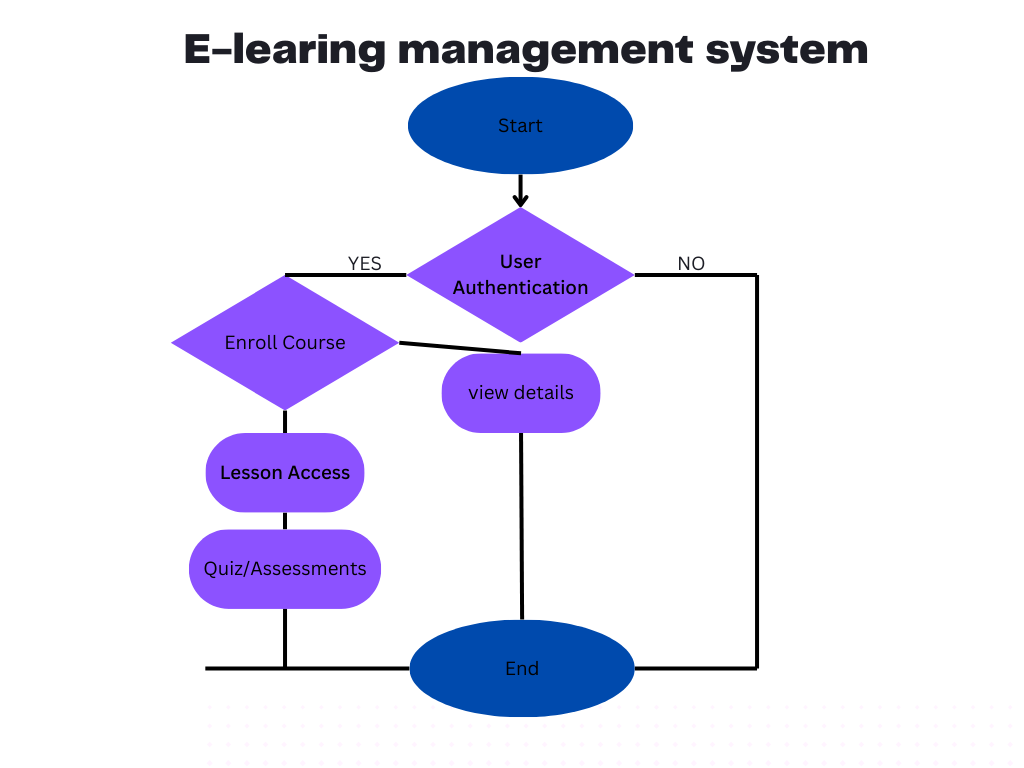 E-learing management system
Start
User
Authentication
YES
NO
Enroll Course
view details
Lesson Access
Quiz/Assessments
End